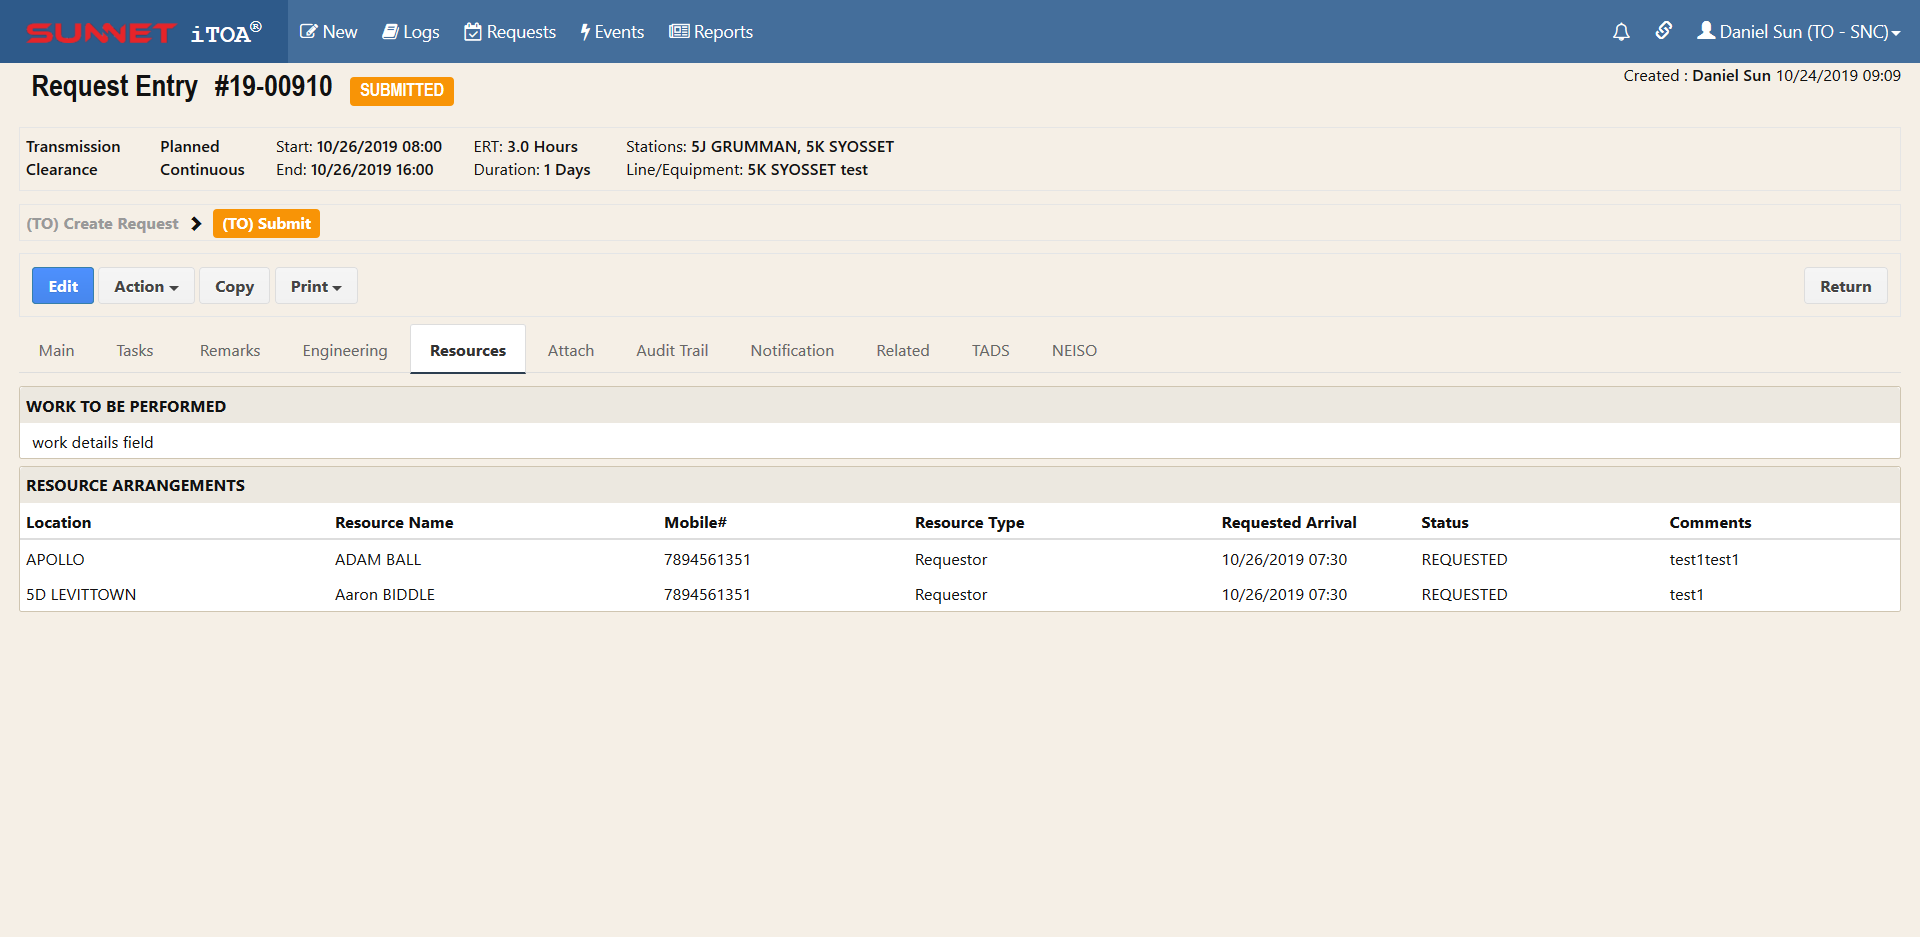 SUNNET iTOA® New Logs Requests Events Reports Daniel Sun (TO - SNC)
Request Entry #19-00910 SUBMITTED Created : Daniel Sun 10/24/2019 09:09
Transmission Planned Start: 10/26/2019 08:00 ERT: 3.0 Hours Stations: 5J GRUMMAN, 5K SYOSSET
Clearance Continuous End: 10/26/2019 16:00 Duration: 1 Days Line/Equipment: 5K SYOSSET test
(TO) Create Request (TO) Submit
Edit Action Copy Print Return
Main Tasks Remarks Engineering Resources Attach Audit Trail Notification Related TADS NEISO
WORK TO BE PERFORMED
work details field
RESOURCE ARRANGEMENTS
Location Resource Name Mobile# Resource Type Requested Arrival Status Comments
APOLLO ADAM BALL 7894561351 Requestor 10/26/2019 07:30 REQUESTED test1test1
5D LEVITTOWN Aaron BIDDLE 7894561351 Requestor 10/26/2019 07:30 REQUESTED test1